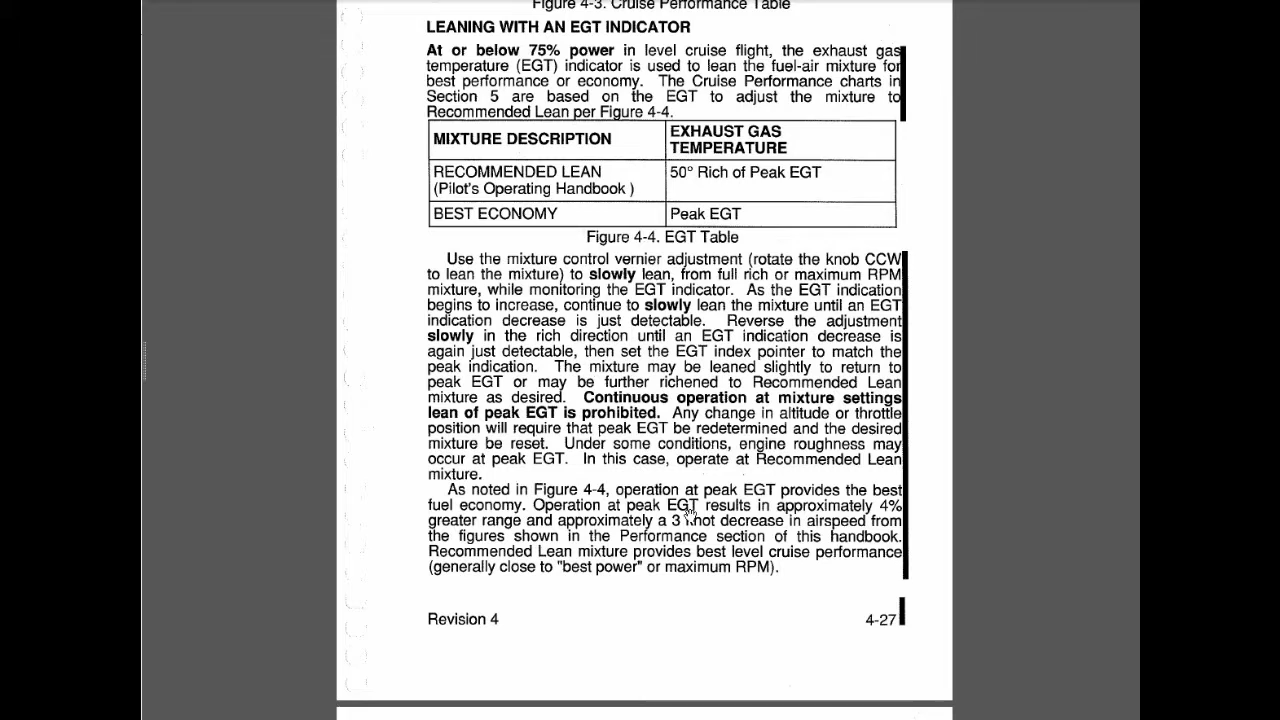 Figure 4-3. Cruise Performance Table
LEANING WITH AN EGT INDICATOR
At or below 75% power in level cruise flight, the exhaust gas
temperature (EGT) indicator is used to lean the fuel-air mixture for
best performance or economy. The Cruise Performance charts in
Section 5 are based on the EGT to adjust the mixture to
Recommended Lean per Figure 4-4.
MIXTURE DESCRIPTION
EXHAUST GAS
TEMPERATURE
RECOMMENDED LEAN
(Pilot's Operating Handbook )
50° Rich of Peak EGT
BEST ECONOMY
Peak EGT
Figure 4-4. EGT Table
Use the mixture control vernier adjustment (rotate the knob CCW
to lean the mixture) to slowly lean, from full rich or maximum RPM
mixture, while monitoring the EGT indicator. As the EGT indication
begins to increase, continue to slowly lean the mixture until an EGT
indication decrease is just detectable. Reverse the adjustment
slowly in the rich direction until an EGT indication decrease is
again just detectable, then set the EGT index pointer to match the
peak indication. The mixture may be leaned slightly to return to
peak EGT or may be further richened to Recommended Lean
mixture as desired. Continuous operation at mixture settings
lean of peak EGT is prohibited. Any change in altitude or throttle
position will require that peak EGT be redetermined and the desired
mixture be reset. Under some conditions, engine roughness may
occur at peak EGT. In this case, operate at Recommended Lean
mixture.
As noted in Figure 4-4, operation at peak EGT provides the best
fuel economy. Operation at peak EGT results in approximately 4%
greater range and approximately a 3 knot decrease in airspeed from
the figures shown in the Performance section of this handbook.
Recommended Lean mixture provides best level cruise performance
(generally close to "best power" or maximum RPM).
Revision 4
4-27